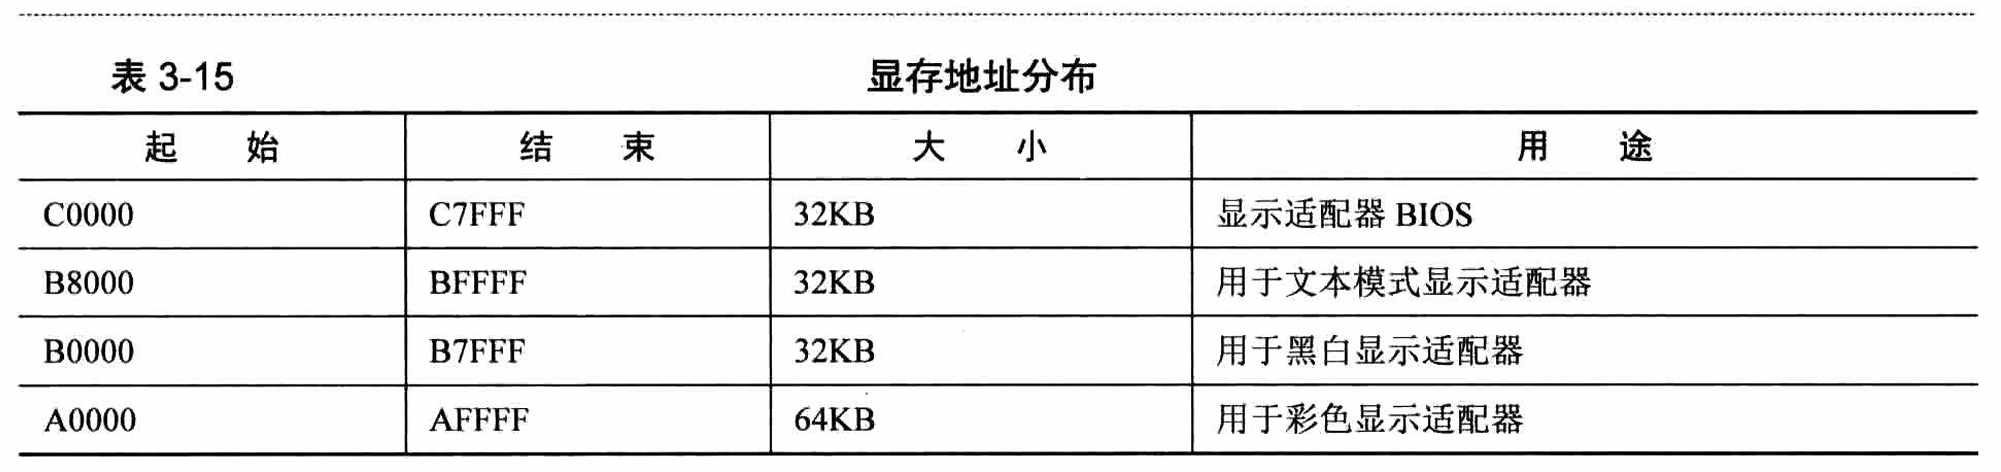 表 3-15 显存地址分布
起 始 结 束 大 小 用 途
C0000 C7FFF 32KB 显示适配器 BIOS
B8000 BFFFF 32KB 用于文本模式显示适配器
B0000 B7FFF 32KB 用于黑白显示适配器
A0000 AFFFF 64KB 用于彩色显示适配器